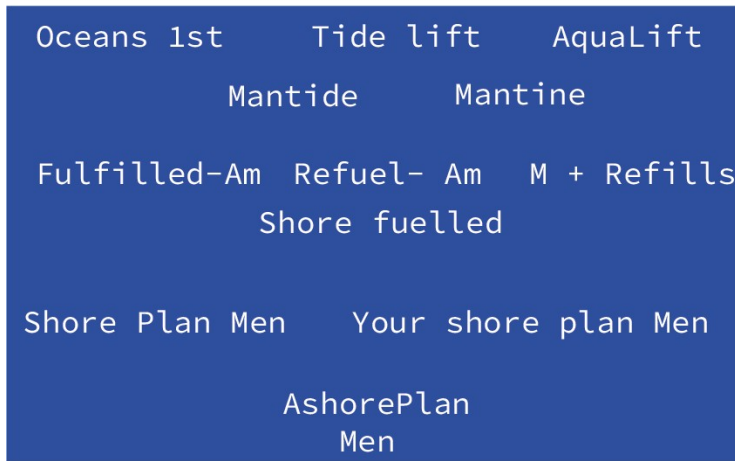 Oceans 1st Tide lift AquaLift
Mantide Mantine
Fulfilled-Am Refuel- Am M + Refills
Shore fuelled
Shore Plan Men Your shore plan Men
AshorePlan
Men